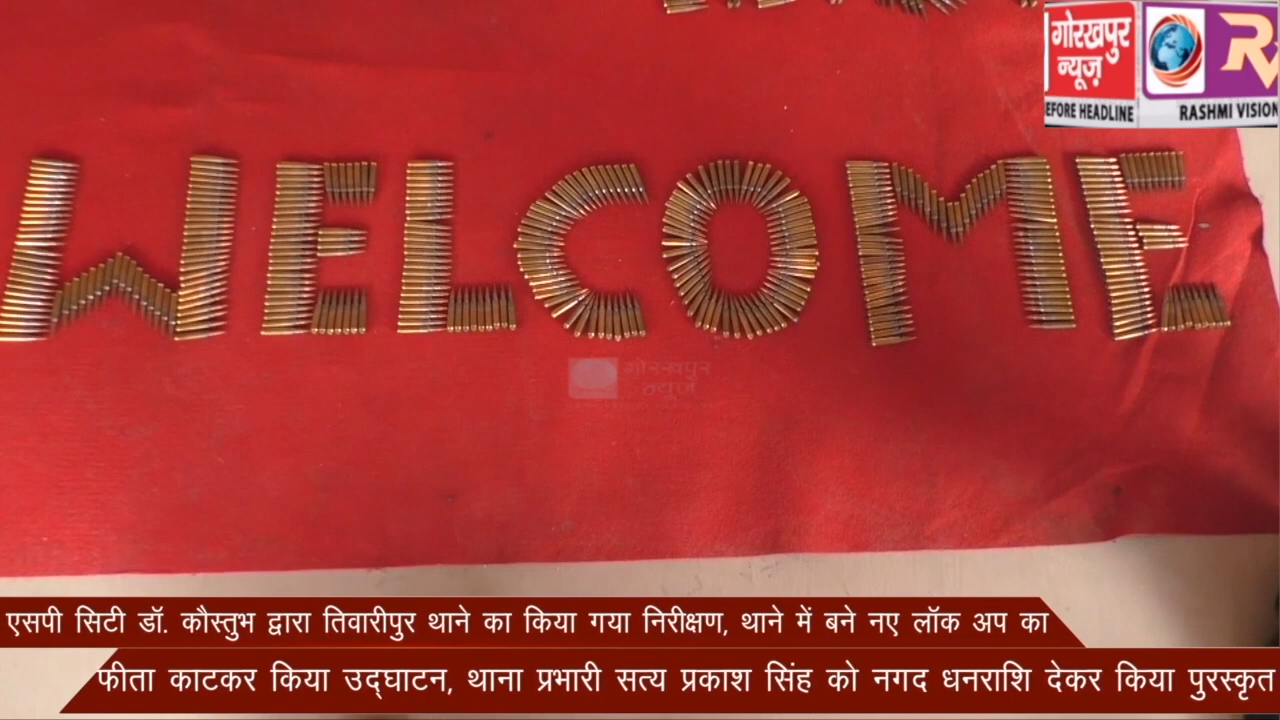 गोरखपुर
न्यूज़
EFORE HEADLINE
R
RASHMI VISION
WELCOME
गोरखपुर
न्यूज़
एसपी सिटी डॉ. कौस्तुभ द्वारा तिवारीपुर थाने का किया गया निरीक्षण, थाने में बने नए लॉक अप का
फीता काटकर किया उद्घाटन, थाना प्रभारी सत्य प्रकाश सिंह को नगद धनराशि देकर किया पुरस्कृत